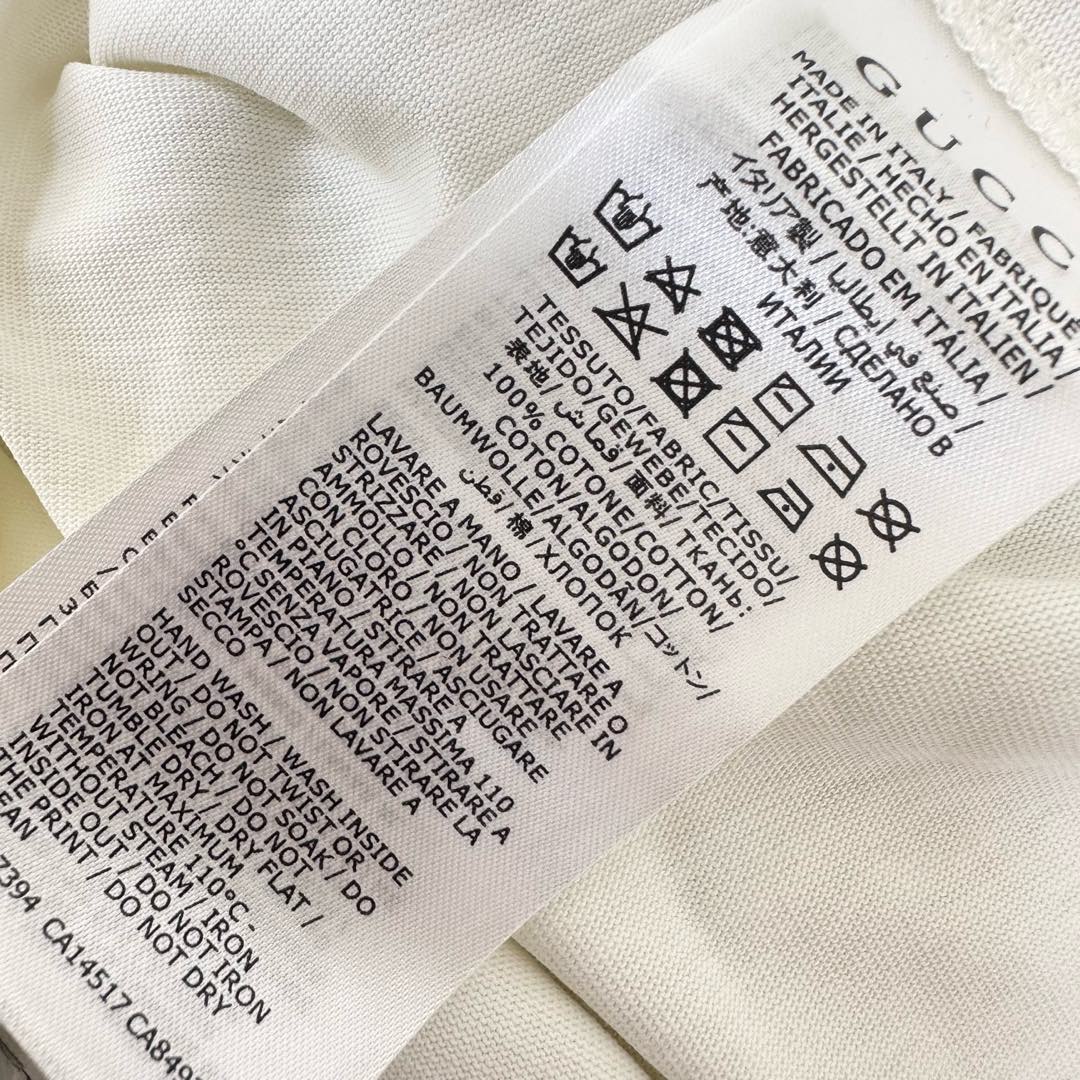 GUCC
MADE IN ITALY / FABRIQUÉ
ITALIE / HECHO EN ITALIA /
HERGESTELLT IN ITALIEN /
FABRICADO EM ITÁLIA /
イタリア製 / صنع في إيطاليا /
产地:意大利 / СДЕЛАНО В
ИТАЛИИ
TESSUTO/FABRIC/TISSU/
TEJIDO/GEWEBE/TECIDO/
表地/قماش/面料/ТКАНЬ:
100% COTONE/COTTON/
COTON/ALGODON/
BAUMWOLLE/ALGODÃN/コットン/
قطن/棉/ХЛОПОК
LAVARE A MANO / LAVARE A
ROVESCIO / NON TRATTARE O
STRIZZARE / NON LASCIARE IN
AMMOLLO / NON TRATTARE
CON CLORO / NON USARE
ASCIUGATRICE / ASCIUGARE
IN PIANO / STIRARE A
TEMPERATURA MASSIMA 110
°C SENZA VAPORE / STIRARE A
ROVESCIO / NON STIRARE LA
STAMPA / NON LAVARE A
SECCO
HAND WASH / WASH INSIDE
OUT / DO NOT TWIST OR
WRING / DO NOT SOAK / DO
NOT BLEACH / DO NOT
TUMBLE DRY / DRY FLAT /
IRON AT MAXIMUM
TEMPERATURE 110°C -
WITHOUT STEAM / IRON
INSIDE OUT / DO NOT IRON
THE PRINT / DO NOT DRY
7394 CA14517 CA849